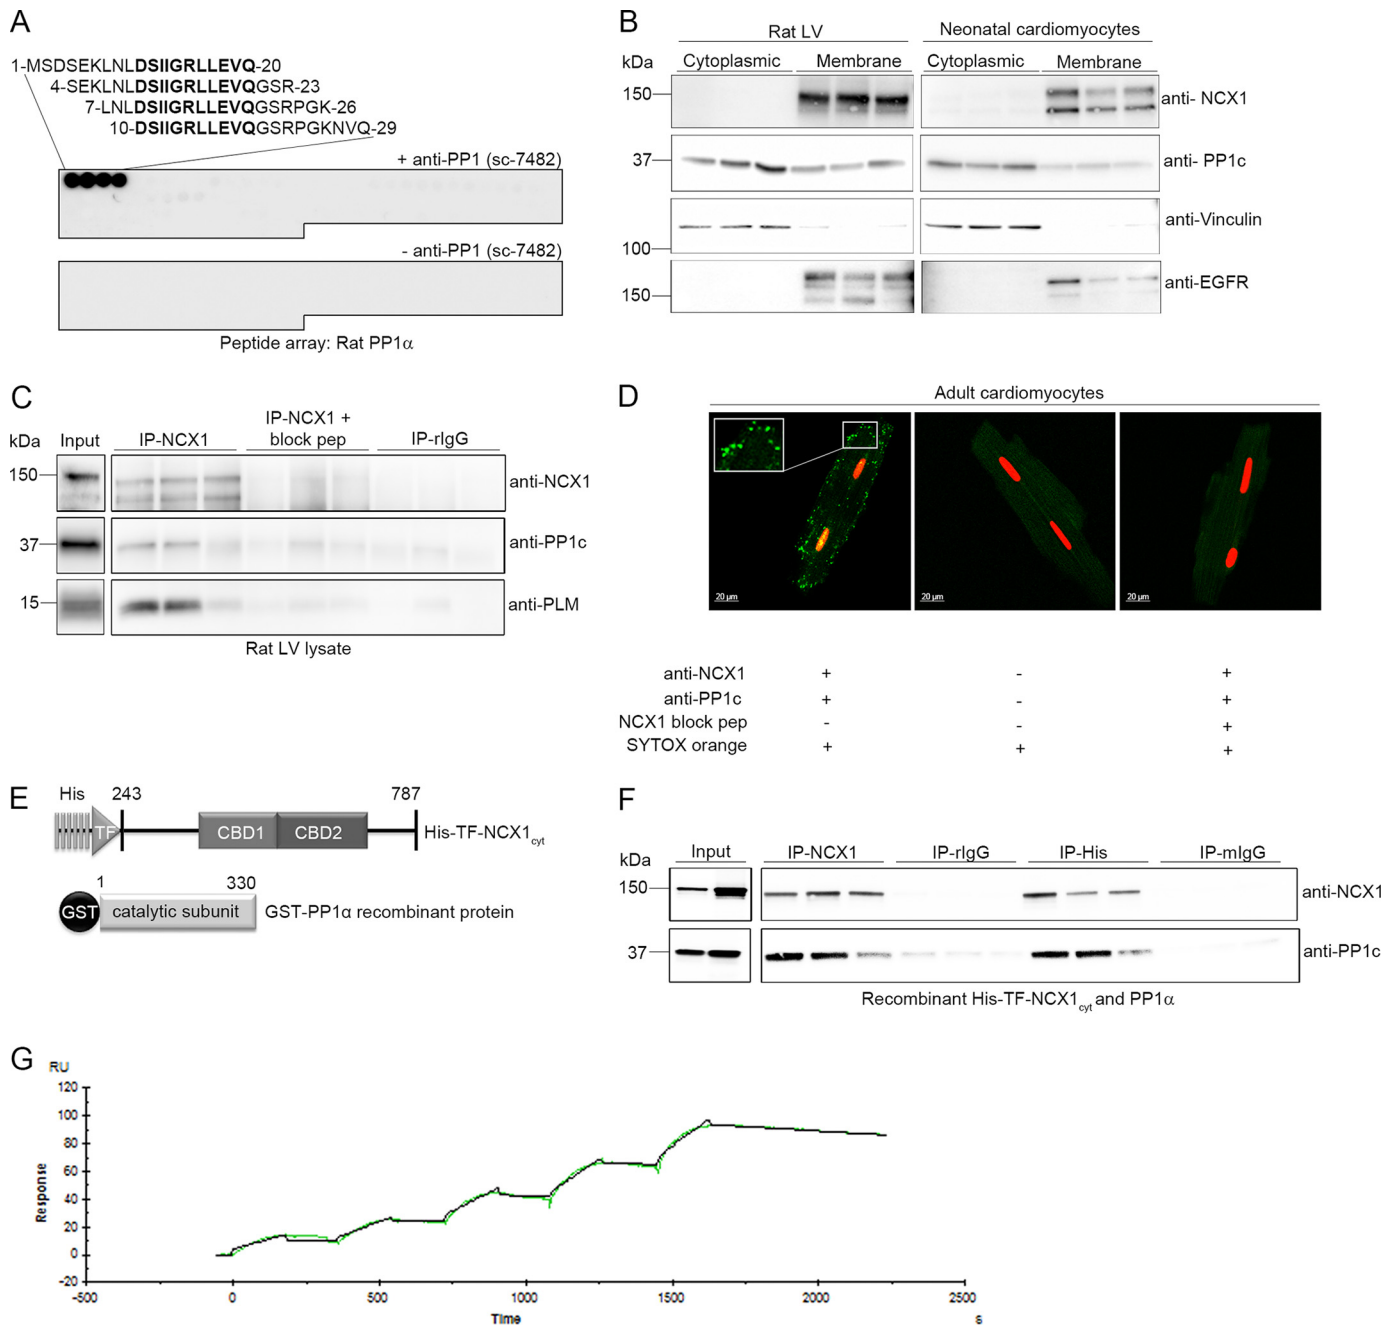 A
1-MSDSEKLNLDSIIGRLLEVQ-20
4-SEKLNLDSIIGRLLEVQGSR-23
7-LNLDSIIGRLLEVQGSRPGK-26
10-DSIIGRLLEVQGSRPGKNVQ-29
+ anti-PP1 (sc-7482)
- anti-PP1 (sc-7482)
Peptide array: Rat PP1α
B
Rat LV Neonatal cardiomyocytes
kDa Cytoplasmic Membrane Cytoplasmic Membrane
150 anti- NCX1
37 anti- PP1c
anti-Vinculin
100
150 anti-EGFR
C
kDa Input IP-NCX1 IP-NCX1 + block pep IP-rIgG
150 anti-NCX1
37 anti-PP1c
15 anti-PLM
Rat LV lysate
D
Adult cardiomyocytes
20 µm 20 µm 20 µm
anti-NCX1 + - +
anti-PP1c + - +
NCX1 block pep - - +
SYTOX orange + + +
E
His 243 787
TF CBD1 CBD2 His-TF-NCX1cyt
1 330
GST catalytic subunit GST-PP1α recombinant protein
F
kDa Input IP-NCX1 IP-rIgG IP-His IP-mIgG
150 anti-NCX1
37 anti-PP1c
Recombinant His-TF-NCX1cyt and PP1α
G
RU
120
100
80
60
40
20
0
-20
Response
-500 0 500 1000 1500 2000 2500
Time s